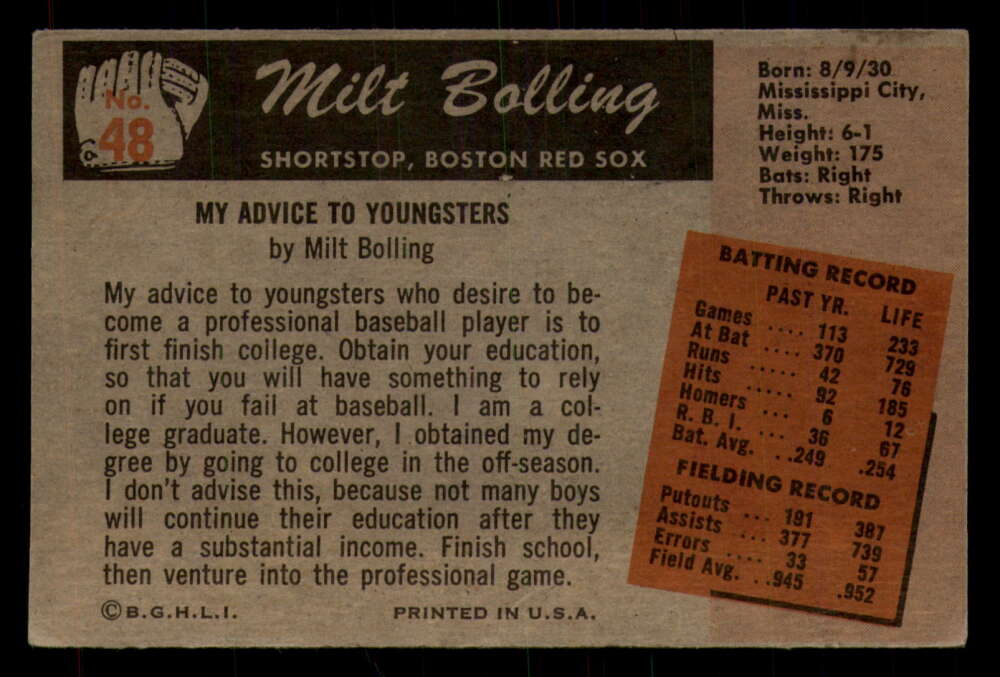 No.
48
Milt Bolling
SHORTSTOP, BOSTON RED SOX
Born: 8/9/30
Mississippi City,
Miss.
Height: 6-1
Weight: 175
Bats: Right
Throws: Right
MY ADVICE TO YOUNGSTERS
by Milt Bolling
My advice to youngsters who desire to be-
come a professional baseball player is to
first finish college. Obtain your education,
so that you will have something to rely
on if you fail at baseball. I am a col-
lege graduate. However, I obtained my de-
gree by going to college in the off-season.
I don't advise this, because not many boys
will continue their education after they
have a substantial income. Finish school,
then venture into the professional game.
©B.G.H.L.I. PRINTED IN U.S.A.
BATTING RECORD
PAST YR. LIFE
Games .... 113 233
At Bat .... 370 729
Runs ..... 42 76
Hits ..... 92 185
Homers ... 6 12
R. B. I. ... 36 67
Bat. Avg. ..249 .254
FIELDING RECORD
Putouts ... 191 387
Assists ... 377 739
Errors .... 33 57
Field Avg. ..945 .952